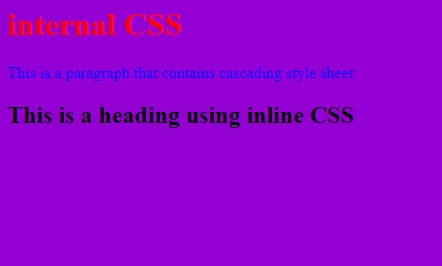 internal CSS
This is a paragraph that contains cascading style sheet
This is a heading using inline CSS